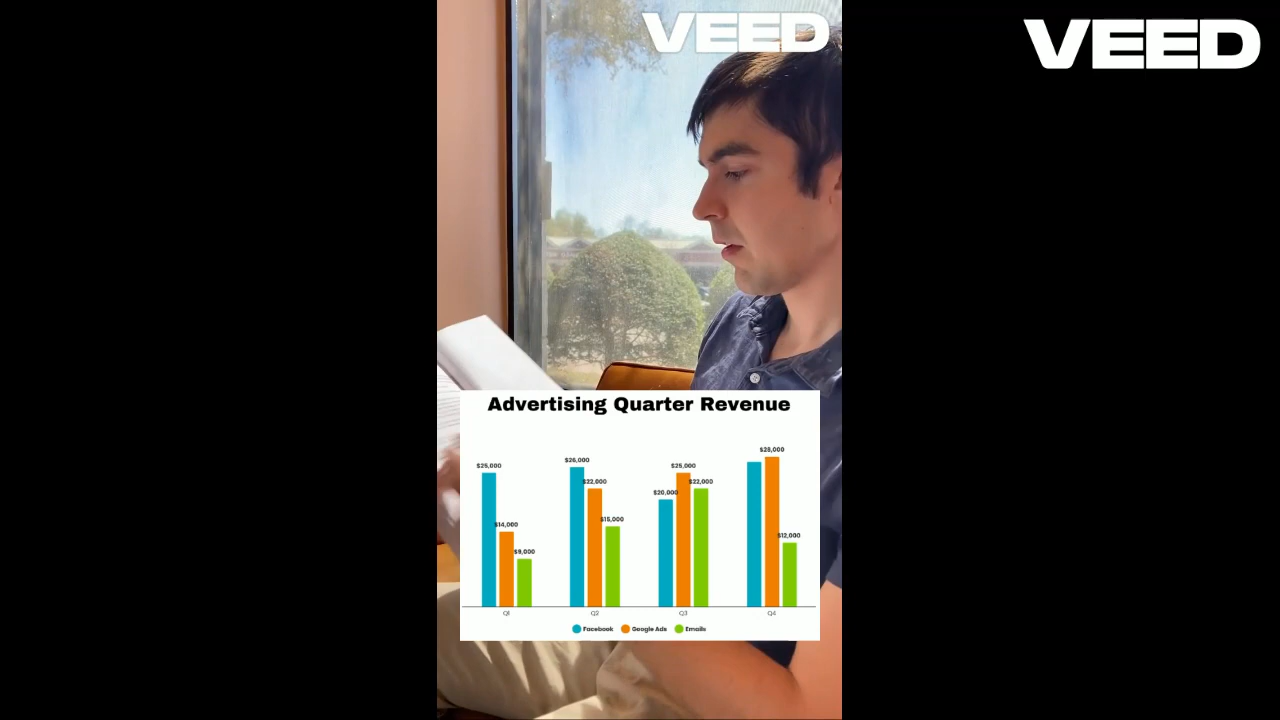 VEED
VEED
Advertising Quarter Revenue
$25,000
$14,000
$9,000
$26,000
$22,000
$15,000
$20,000
$25,000
$22,000
$28,000
$12,000
Q1
Q2
Q3
Q4
Facebook
Google Ads
Emails